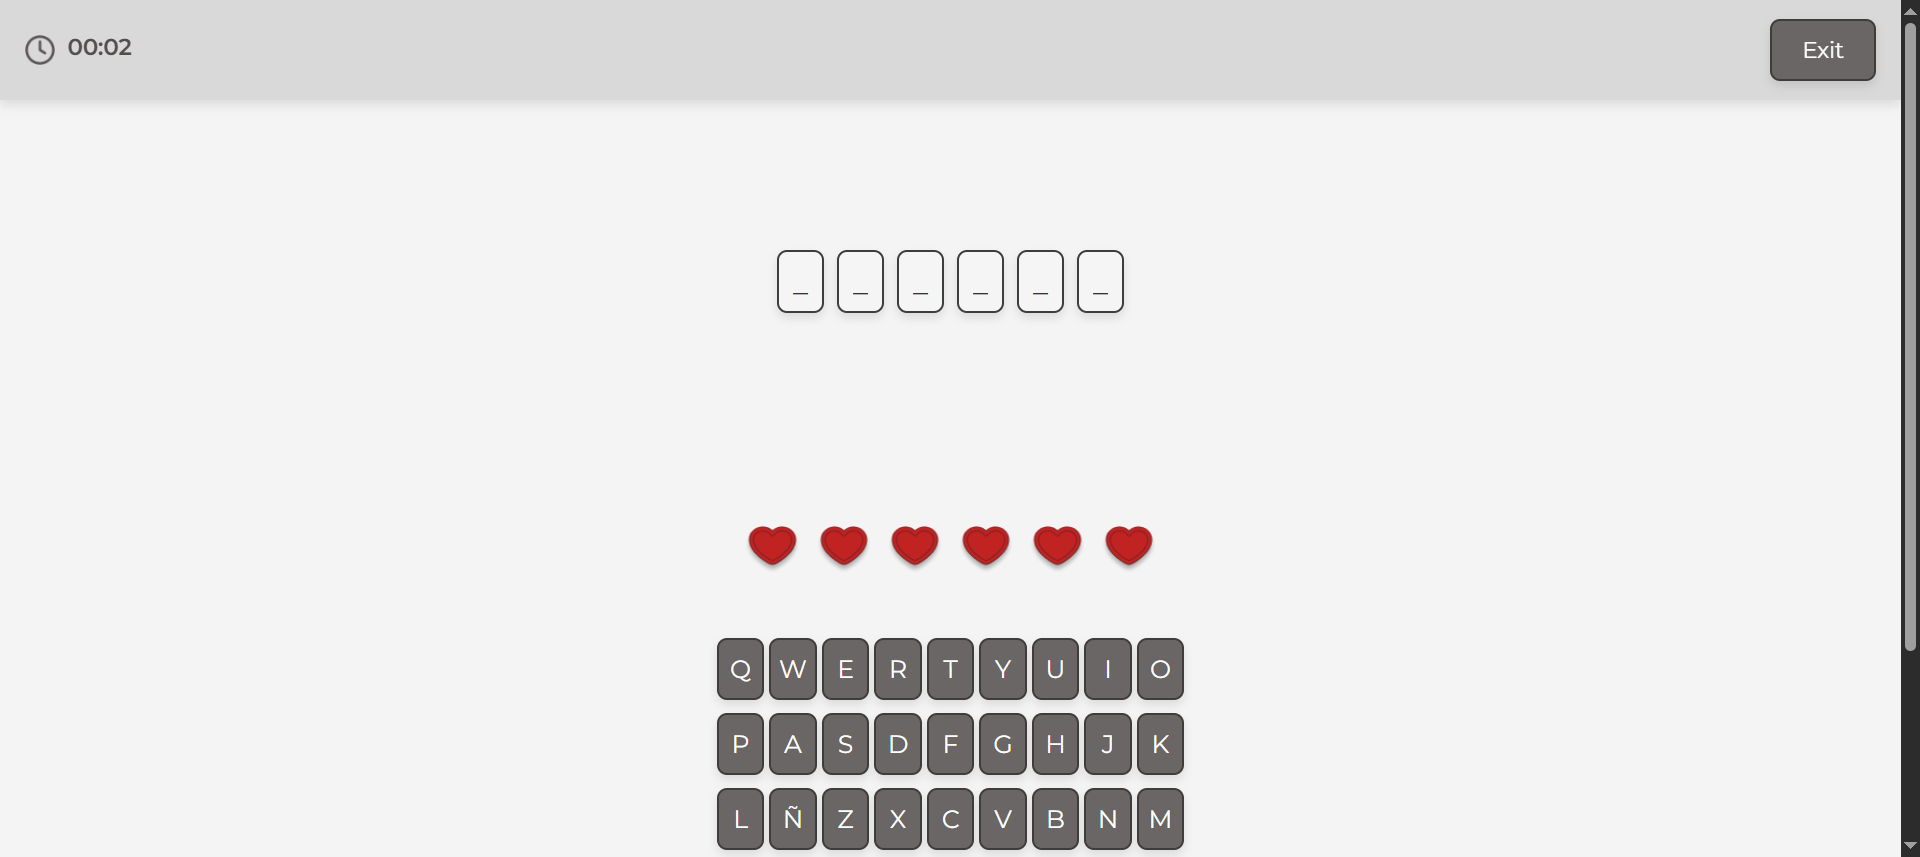 00:02
Exit
_ _ _ _ _ _
Q W E R T Y U I O
P A S D F G H J K
L Ñ Z X C V B N M